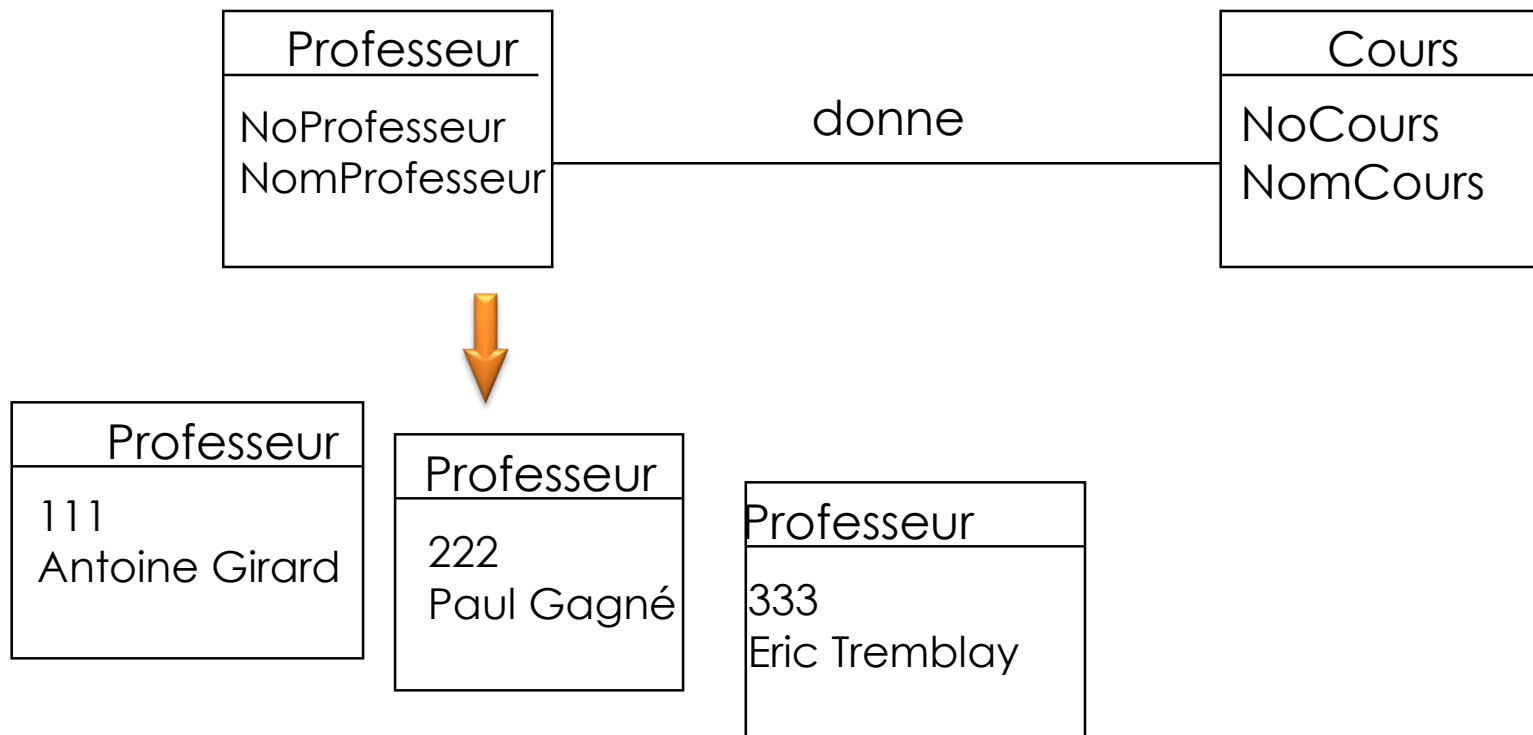 Professeur
NoProfesseur
NomProfesseur
donne
Cours
NoCours
NomCours
Professeur
111
Antoine Girard
Professeur
222
Paul Gagné
Professeur
333
Eric Tremblay